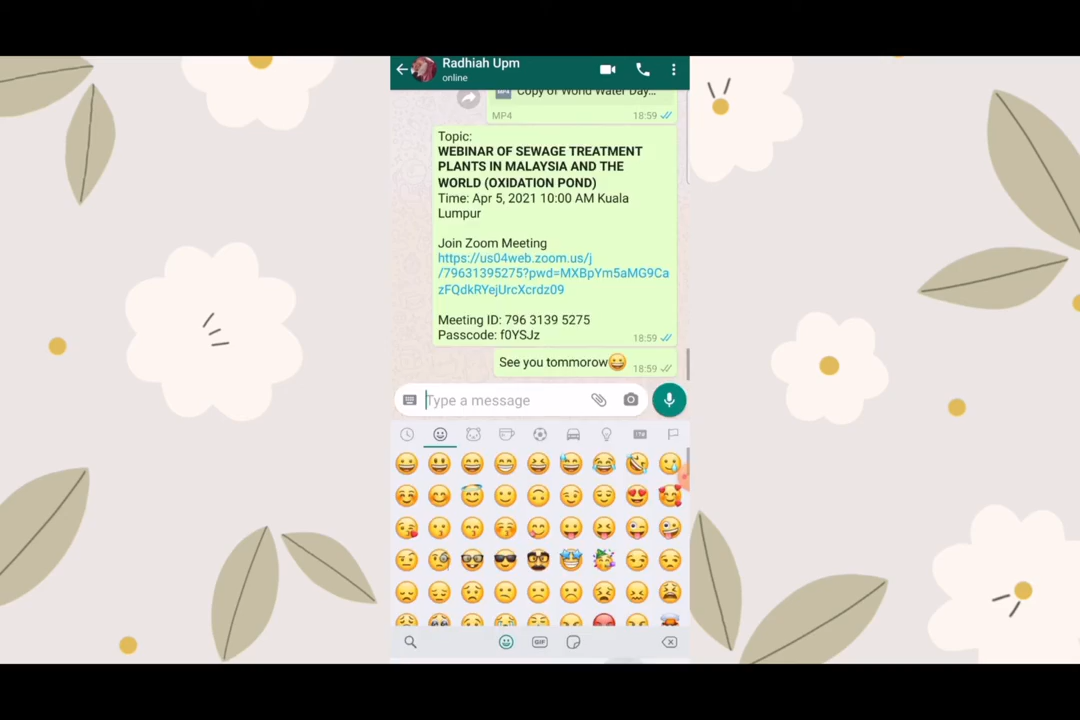 Radhiah Upm
online
Copy of World Water Day...
MP4 18:59
Topic:
WEBINAR OF SEWAGE TREATMENT
PLANTS IN MALAYSIA AND THE
WORLD (OXIDATION POND)
Time: Apr 5, 2021 10:00 AM Kuala
Lumpur
Join Zoom Meeting
https://us04web.zoom.us/j
/79631395275?pwd=MXBpYm5aMG9Ca
zFQdkRYejUrcXcrdz09
Meeting ID: 796 3139 5275
Passcode: f0YSJz
18:59
See you tommorow😀 18:59
Type a message
GIF